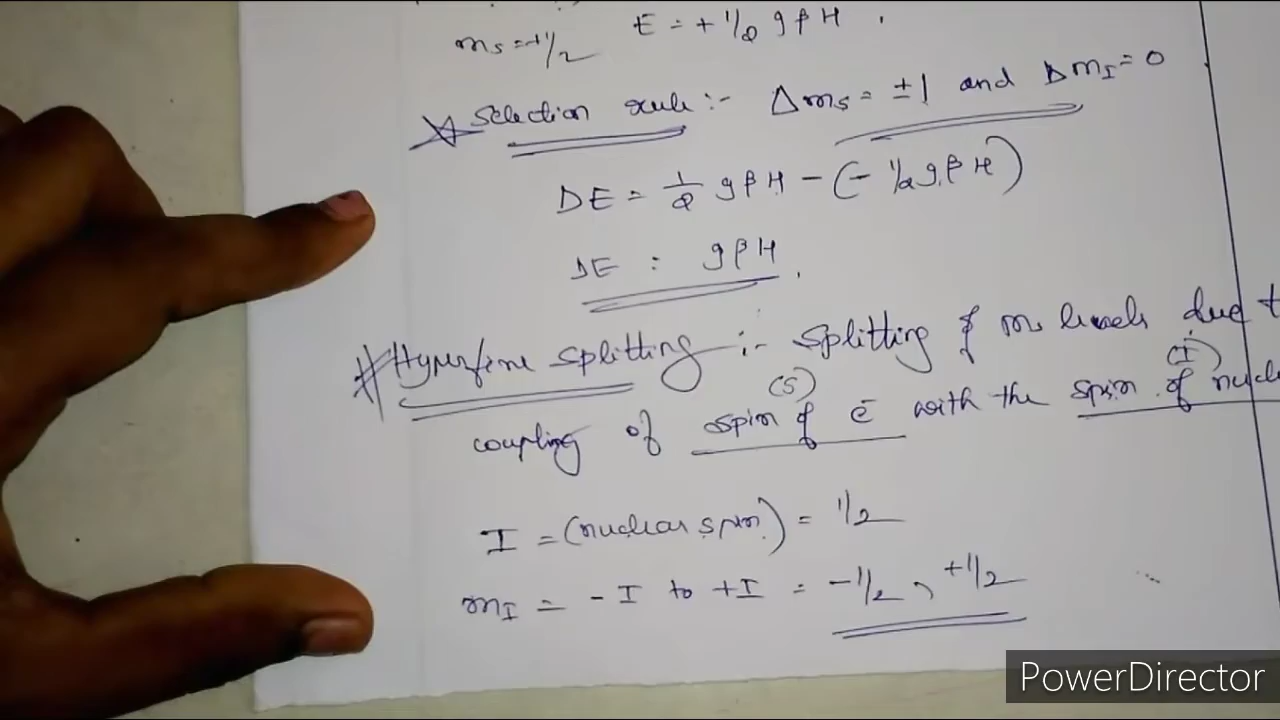 ms=+1/2 E = +1/2 gβH .
Selection rule :- Δms = ±1 and ΔmI = 0
ΔE = 1/2 gβH - (- 1/2 gβH)
ΔE = gβH .
# Hyperfine splitting :- splitting of ms levels due t
(S) (I)
coupling of spin of e⁻ with the spin of nucle
I = (nuclear spin) = 1/2
mI = - I to +I = -1/2 , +1/2
PowerDirector